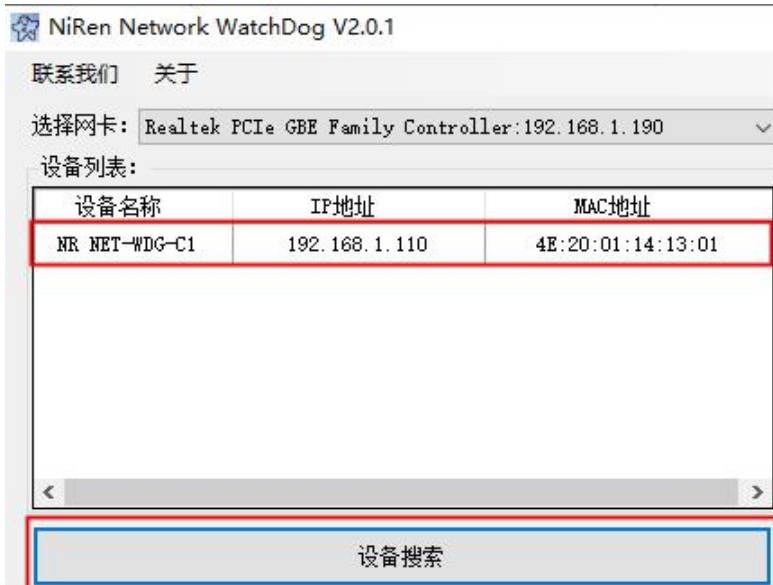 NiRen Network WatchDog V2.0.1
联系我们 关于
选择网卡: Realtek PCIe GBE Family Controller:192.168.1.190
设备列表:
设备名称 IP地址 MAC地址
NR NET-WDG-C1 192.168.1.110 4E:20:01:14:13:01
设备搜索